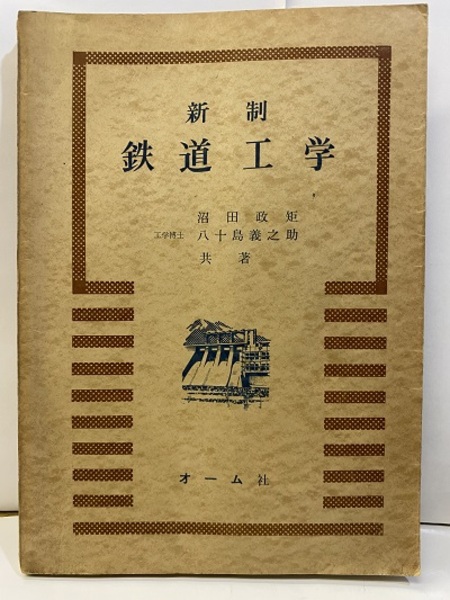 新制
鉄道工学
沼田政矩
工学博士 八十島義之助
共著
オーム社